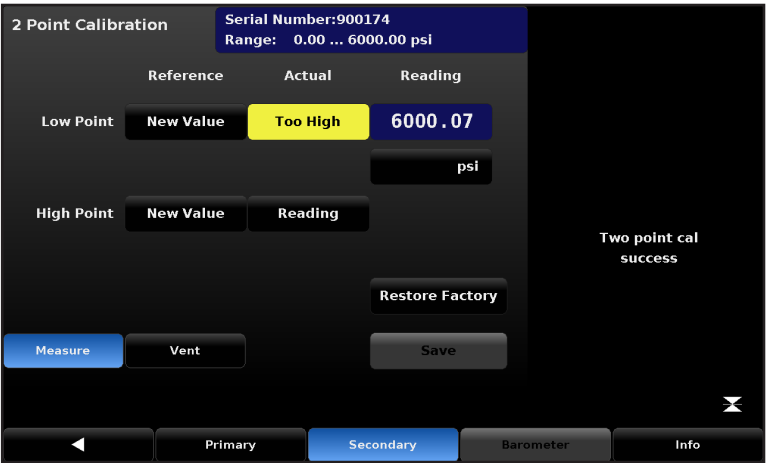 2 Point Calibration
Serial Number:900174
Range: 0.00 ... 6000.00 psi
Reference Actual Reading
Low Point New Value Too High 6000.07
psi
High Point New Value Reading
Two point cal
success
Restore Factory
Measure Vent Save
Primary Secondary Barometer Info